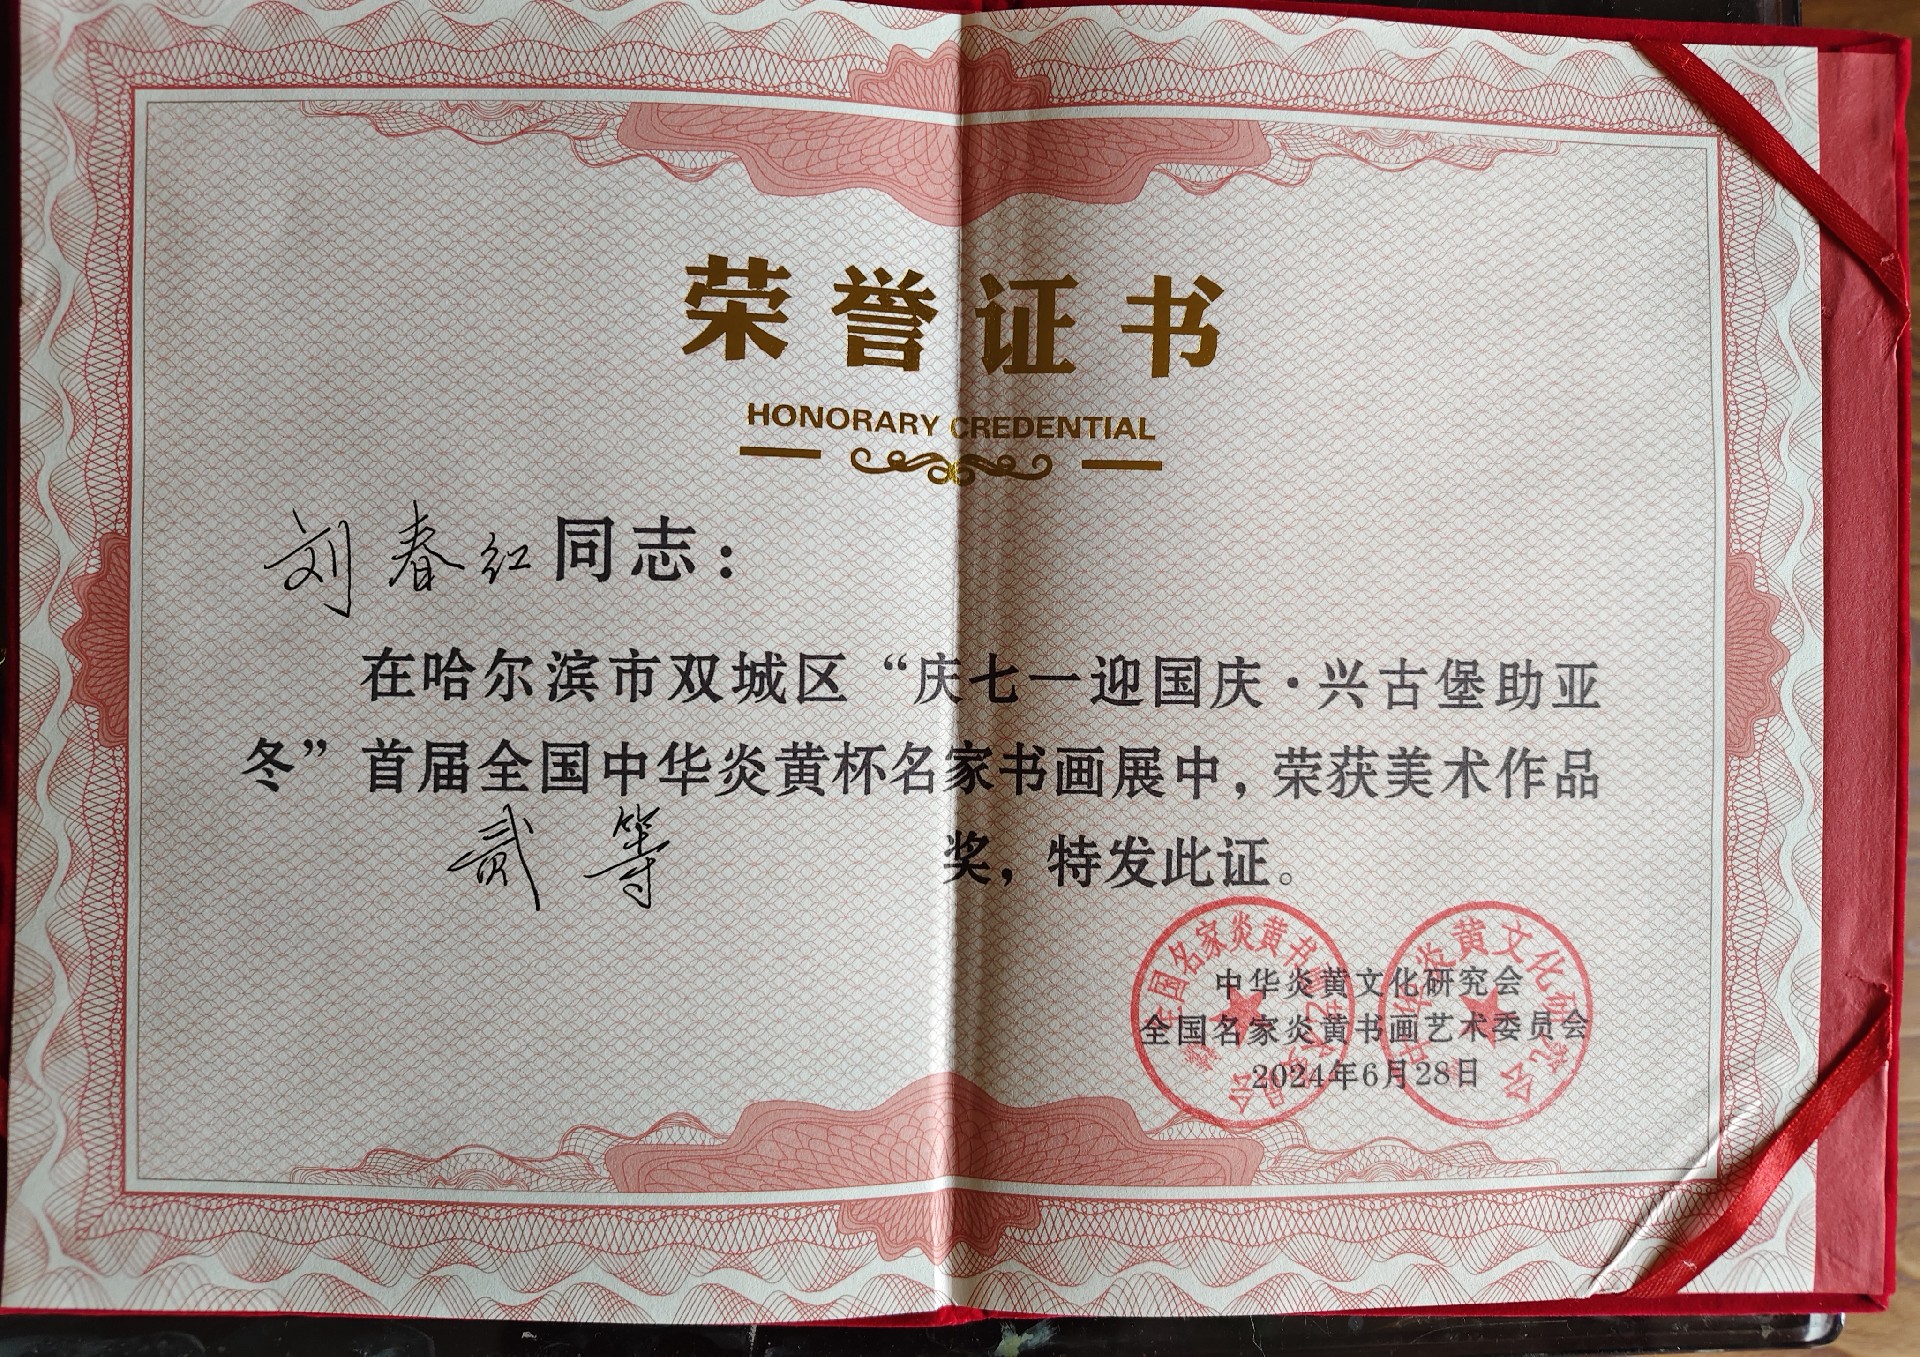 荣誉证书
HONORARY CREDENTIAL
刘春红同志：
在哈尔滨市双城区“庆七一迎国庆·兴古堡助亚
冬”首届全国中华炎黄杯名家书画展中，荣获美术作品
贰等奖，特发此证。
中华炎黄文化研究会
全国名家炎黄书画艺术委员会
2024年6月28日